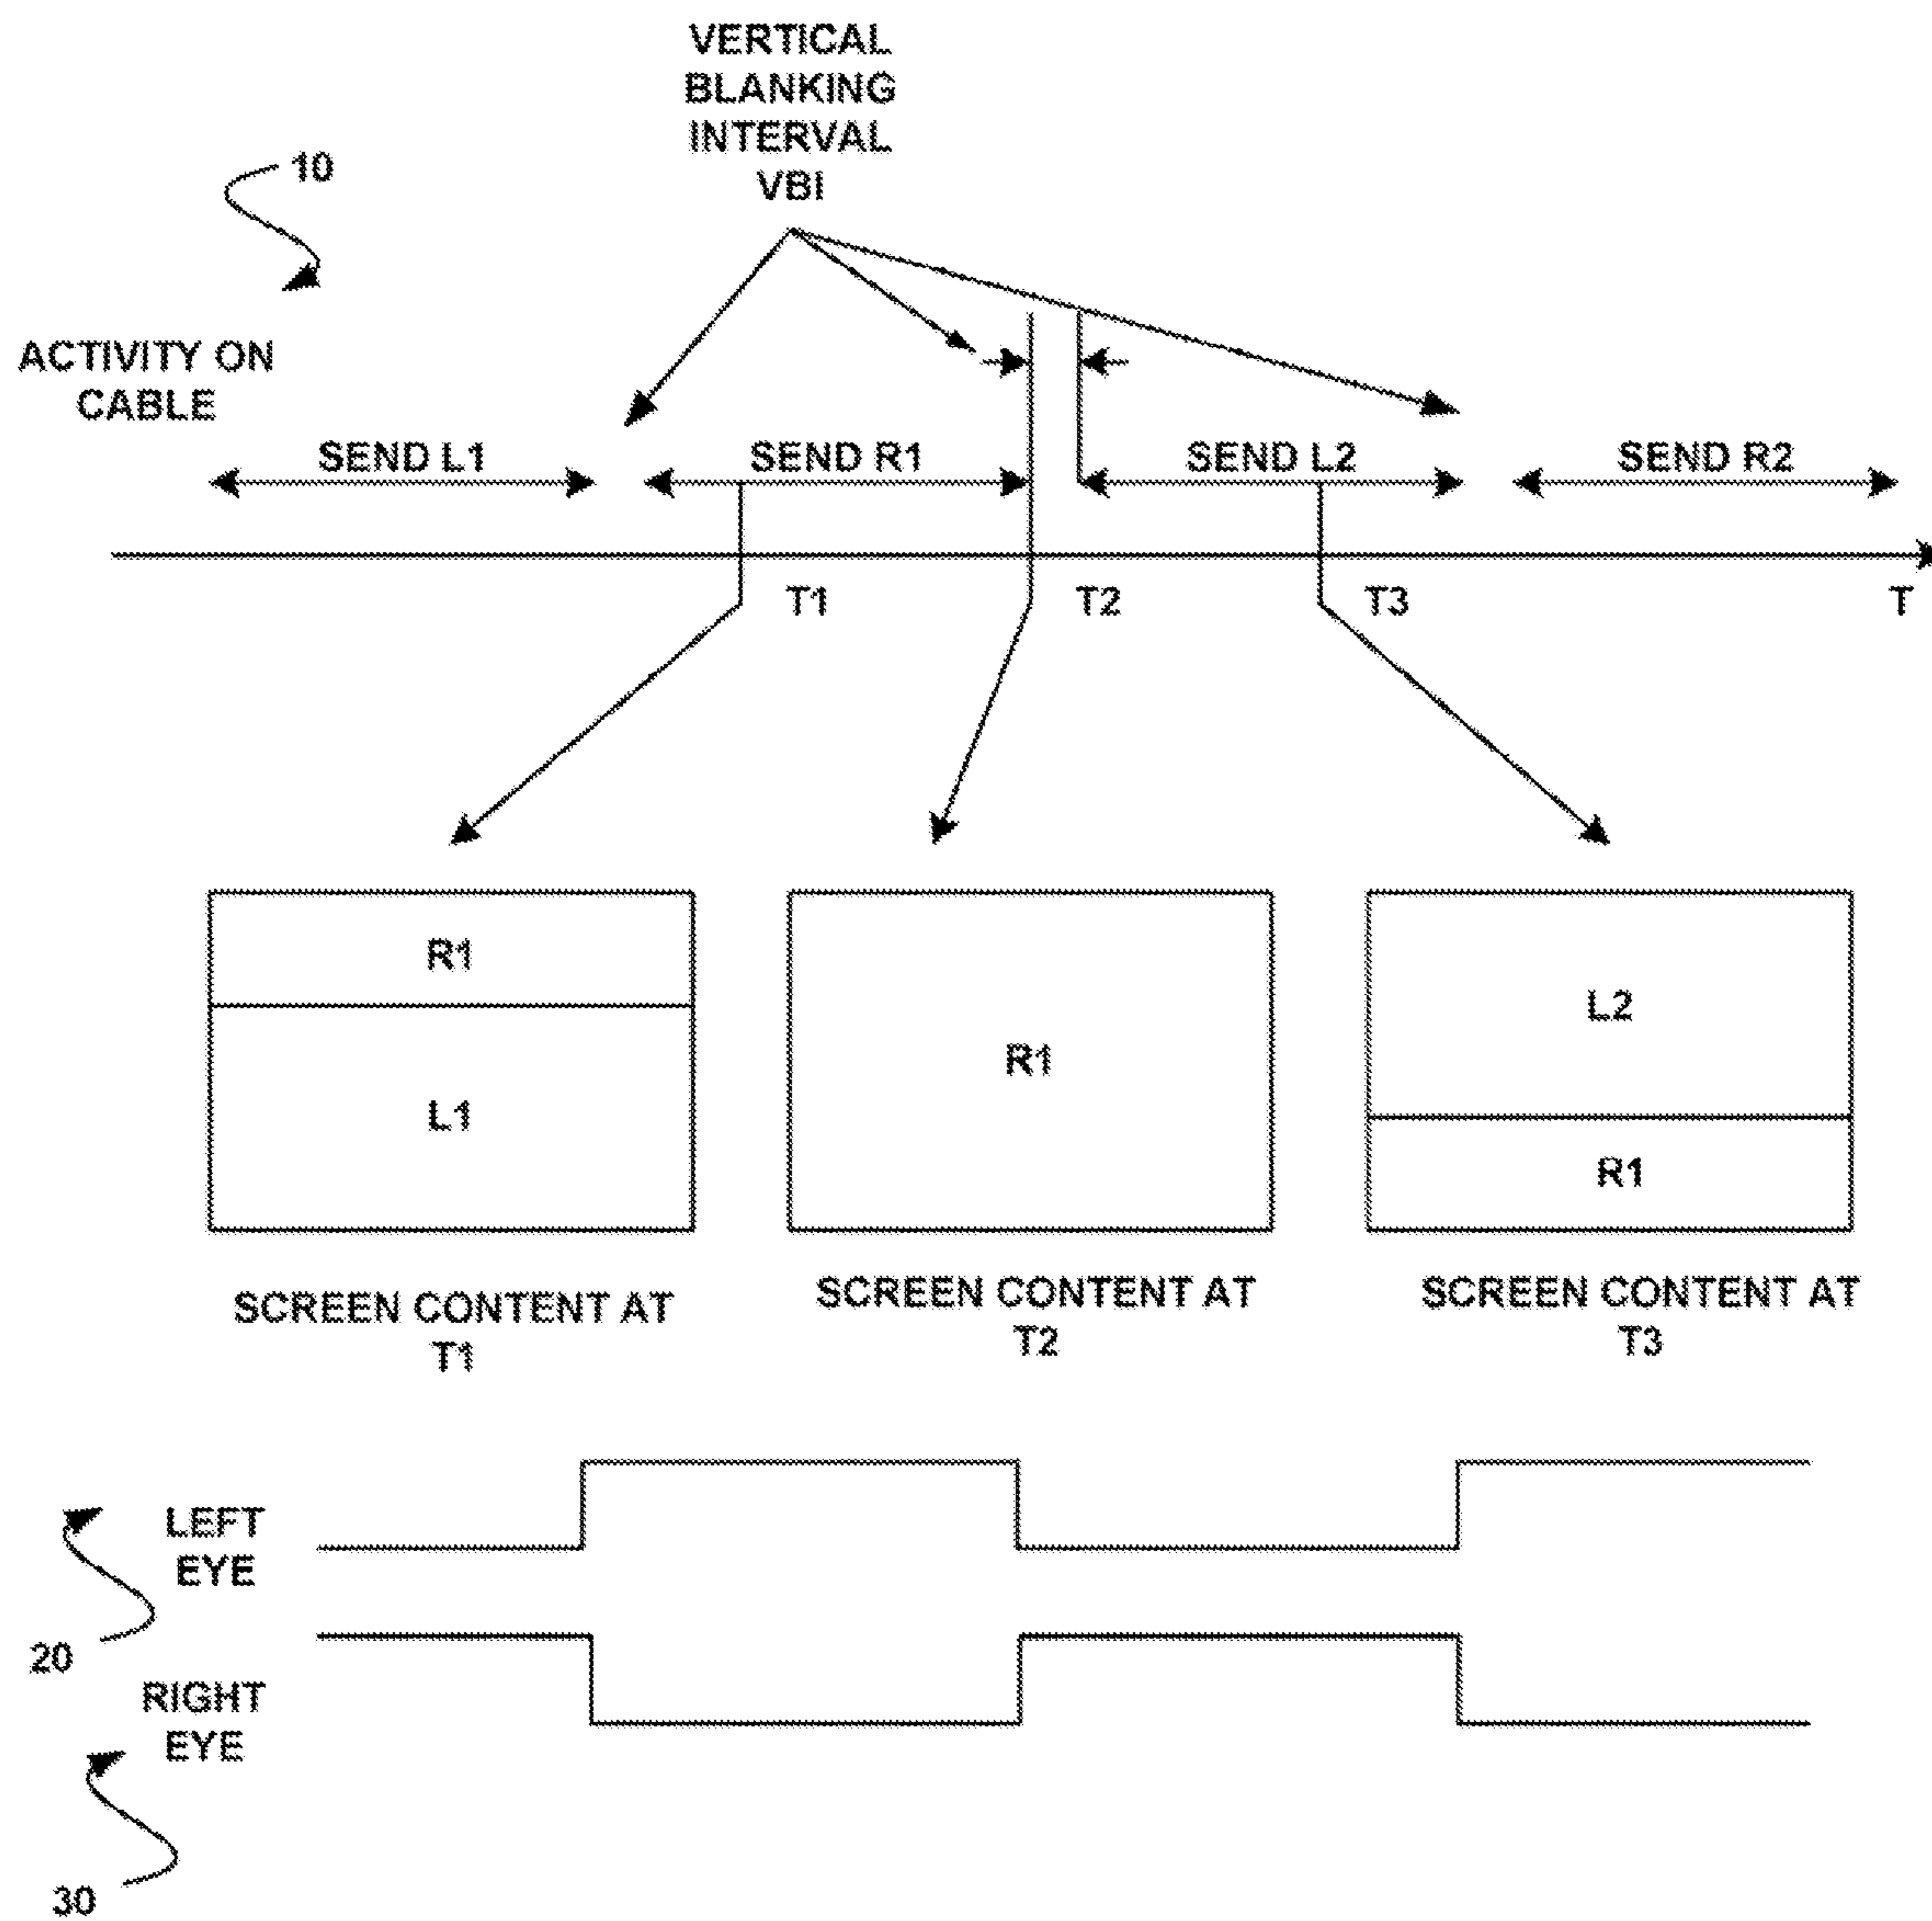 VERTICAL
BLANKING
INTERVAL
VBI
10
ACTIVITY ON
CABLE
SEND L1
SEND R1
SEND L2
SEND R2
T1
T2
T3
T
R1
L1
R1
L2
R1
SCREEN CONTENT AT
T1
SCREEN CONTENT AT
T2
SCREEN CONTENT AT
T3
LEFT
EYE
20
RIGHT
EYE
30